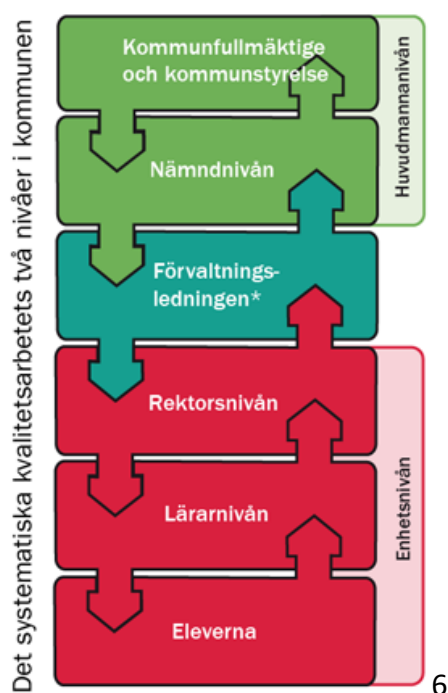 Det systematiska kvalitetsarbetets två nivåer i kommunen
Kommunfullmäktige
och kommunstyrelse
Nämndnivån
Huvudmannanivån
Förvaltnings-
ledningen*
Rektorsnivån
Lärarnivån
Eleverna
Enhetsnivån
6